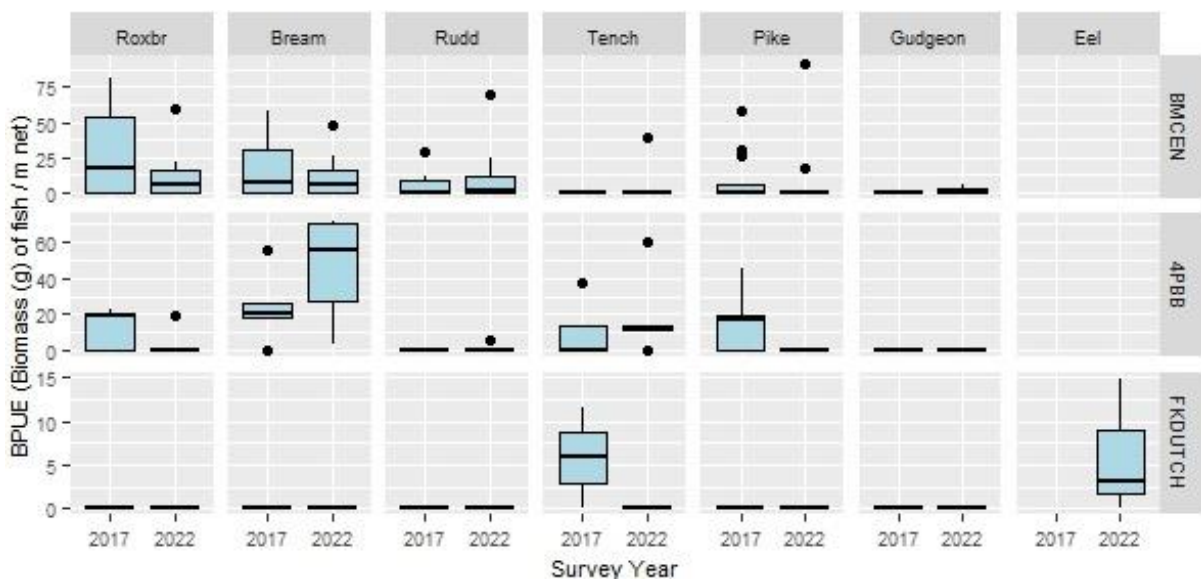 Roxbr Bream Rudd Tench Pike Gudgeon Eel
BPUE (Biomass (g) of fish / m net)
75
50
25
0
BMCEN
60
40
20
0
4PBB
15
10
5
0
FKDUTCH
2017 2022 2017 2022 2017 2022 2017 2022 2017 2022 2017 2022 2017 2022
Survey Year